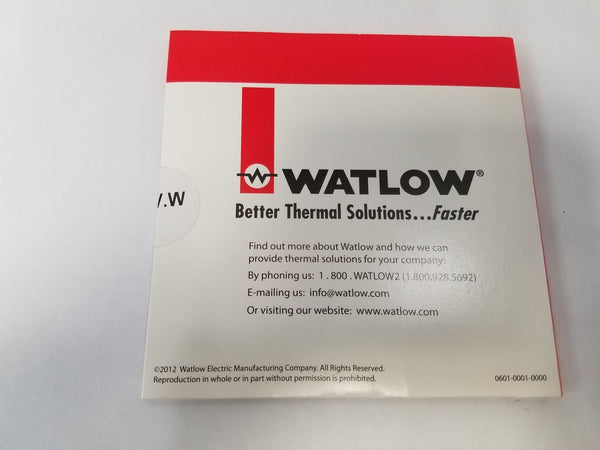 WATLOW®
Better Thermal Solutions...Faster
.W
Find out more about Watlow and how we can
provide thermal solutions for your company:
By phoning us: 1 . 800 . WATLOW2 (1.800.928.5692)
E-mailing us: info@watlow.com
Or visiting our website: www.watlow.com
©2012 Watlow Electric Manufacturing Company. All Rights Reserved.
Reproduction in whole or in part without permission is prohibited.
0601-0001-0000